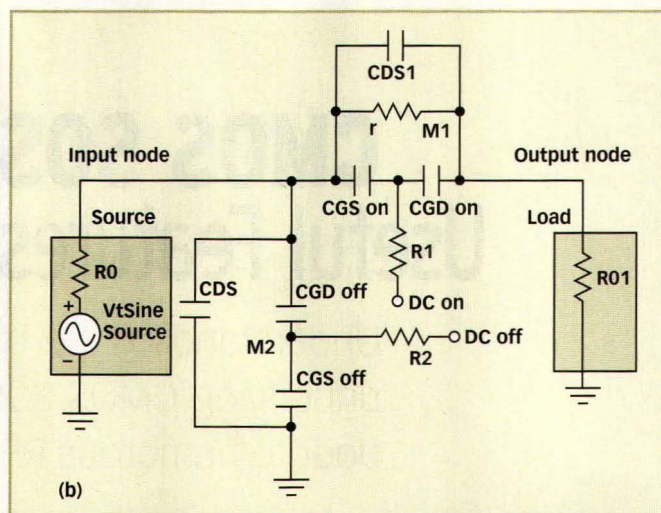 CDS1
r
M1
Input node
Output node
CGS on
CGD on
Source
Load
R0
R1
R01
CDS
+
VtSine
Source
CGD off
DC on
M2
DC off
–
R2
CGS off
(b)